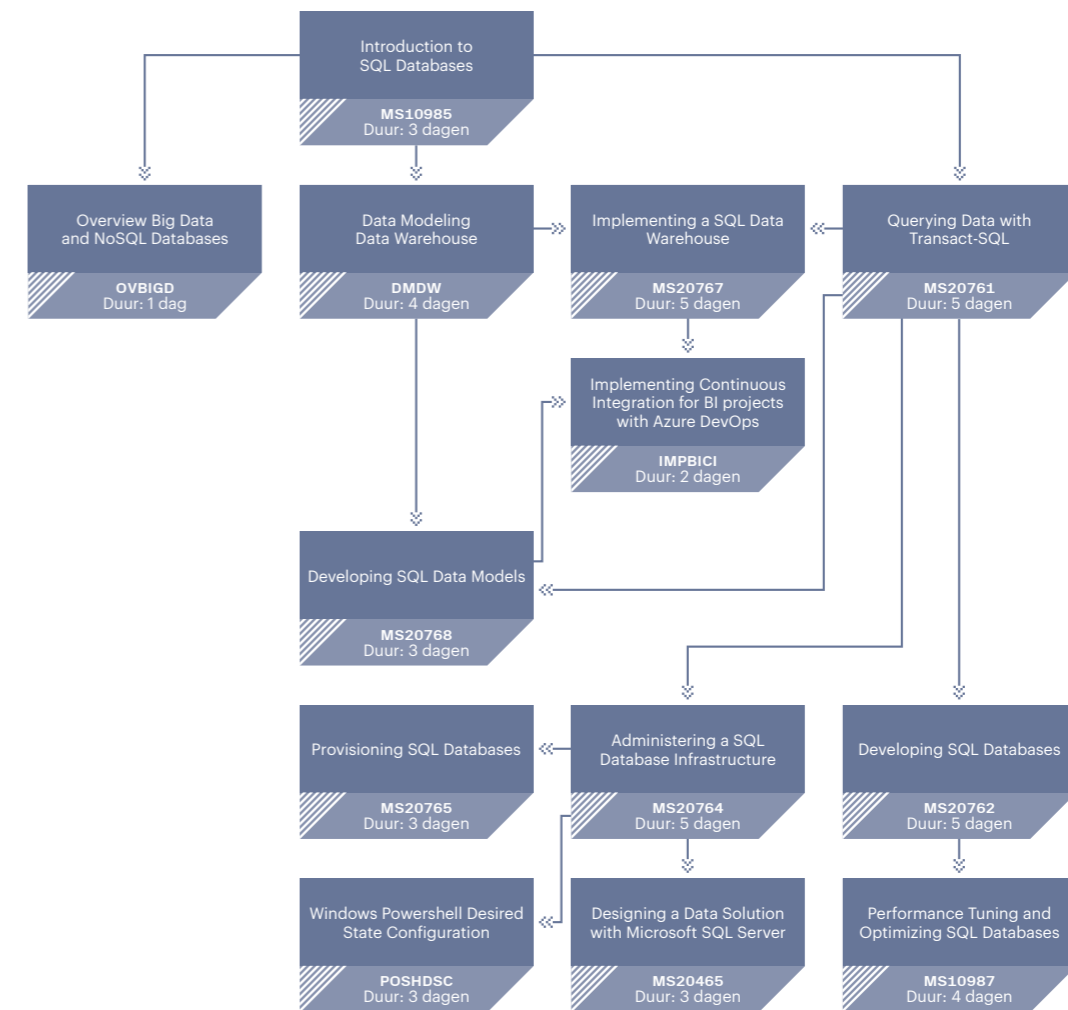 Introduction to
SQL Databases
MS10985
Duur: 3 dagen
Overview Big Data
and NoSQL Databases
OVBIGD
Duur: 1 dag
Data Modeling
Data Warehouse
DMDW
Duur: 4 dagen
Implementing a SQL Data
Warehouse
MS20767
Duur: 5 dagen
Querying Data with
Transact-SQL
MS20761
Duur: 5 dagen
Implementing Continuous
Integration for BI projects
with Azure DevOps
IMPBICI
Duur: 2 dagen
Developing SQL Data Models
MS20768
Duur: 3 dagen
Provisioning SQL Databases
MS20765
Duur: 3 dagen
Administering a SQL
Database Infrastructure
MS20764
Duur: 5 dagen
Developing SQL Databases
MS20762
Duur: 5 dagen
Windows Powershell Desired
State Configuration
POSHDSC
Duur: 3 dagen
Designing a Data Solution
with Microsoft SQL Server
MS20465
Duur: 3 dagen
Performance Tuning and
Optimizing SQL Databases
MS10987
Duur: 4 dagen